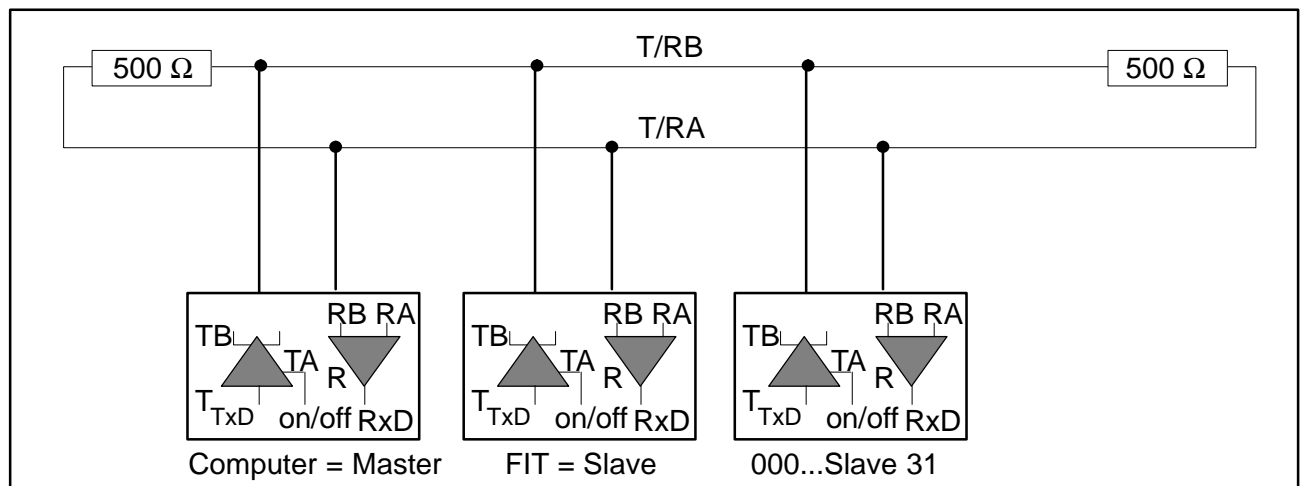 T/RB
500 Ω
500 Ω
T/RA
RB RA
TB
TA
R
T
TxD
on/off
RxD
RB RA
TB
TA
R
T
TxD
on/off
RxD
RB RA
TB
TA
R
T
TxD
on/off
RxD
Computer = Master
FIT = Slave
000...Slave 31